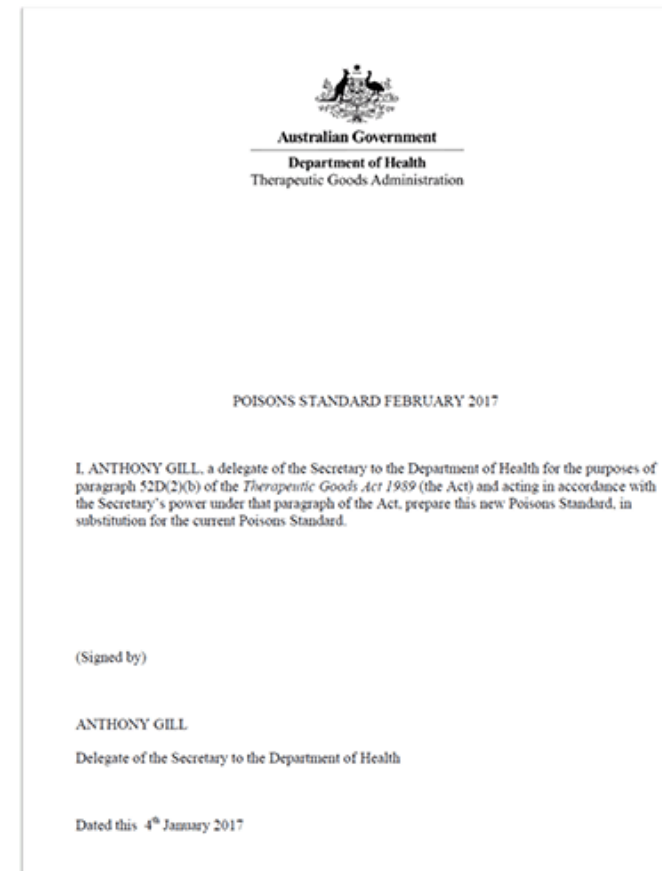 Australian Government
Department of Health
Therapeutic Goods Administration
POISONS STANDARD FEBRUARY 2017
I, ANTHONY GILL, a delegate of the Secretary to the Department of Health for the purposes of
paragraph 52D(2)(b) of the Therapeutic Goods Act 1989 (the Act) and acting in accordance with
the Secretary's power under that paragraph of the Act, prepare this new Poisons Standard, in
substitution for the current Poisons Standard.
(Signed by)
ANTHONY GILL
Delegate of the Secretary to the Department of Health
Dated this 4th January 2017